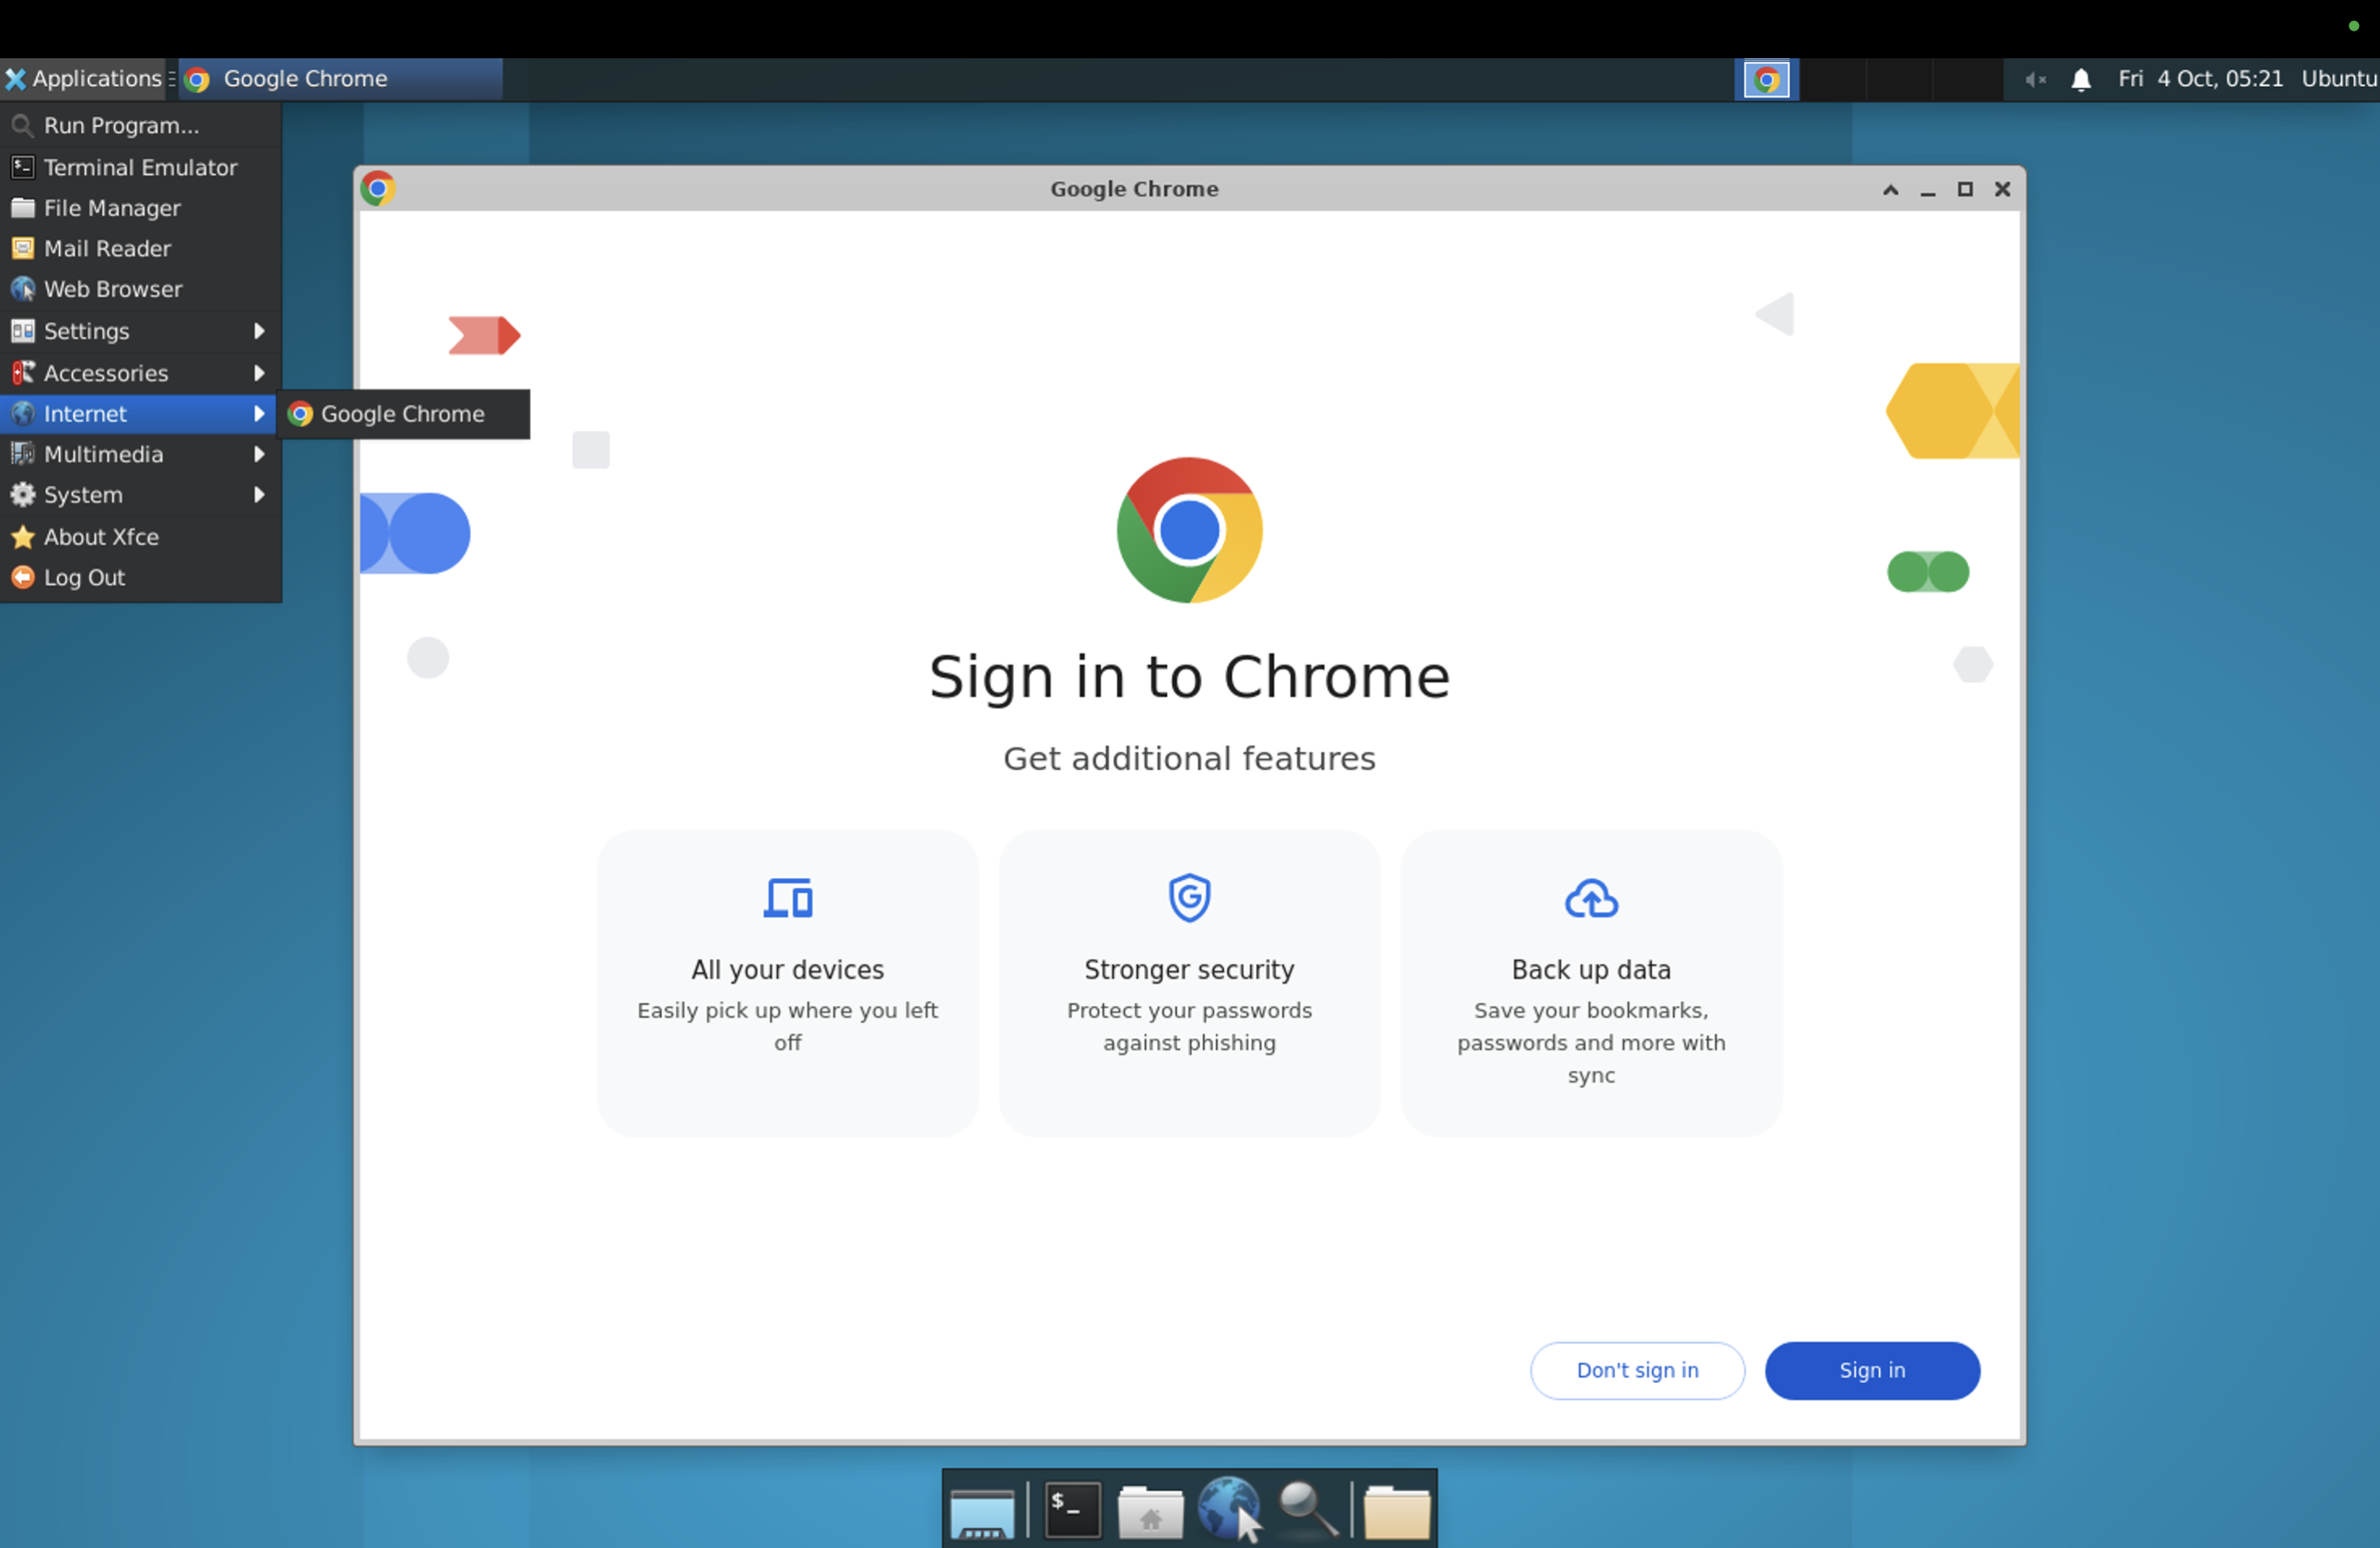 Applications
Google Chrome
Fri 4 Oct, 05:21 Ubuntu
Run Program...
Terminal Emulator
File Manager
Mail Reader
Web Browser
Settings
Accessories
Internet
Google Chrome
Multimedia
System
About Xfce
Log Out
Google Chrome
Sign in to Chrome
Get additional features
All your devices
Easily pick up where you left
off
Stronger security
Protect your passwords
against phishing
Back up data
Save your bookmarks,
passwords and more with
sync
Don't sign in
Sign in
$_